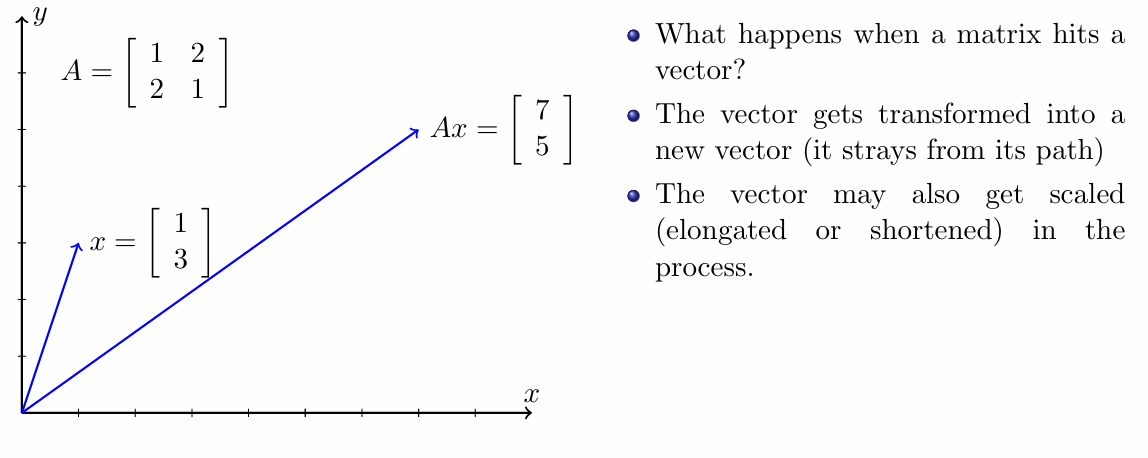 y
A = [ 1 2
2 1 ]
Ax = [ 7
5 ]
x = [ 1
3 ]
x
What happens when a matrix hits a
vector?
The vector gets transformed into a
new vector (it strays from its path)
The vector may also get scaled
(elongated or shortened) in the
process.